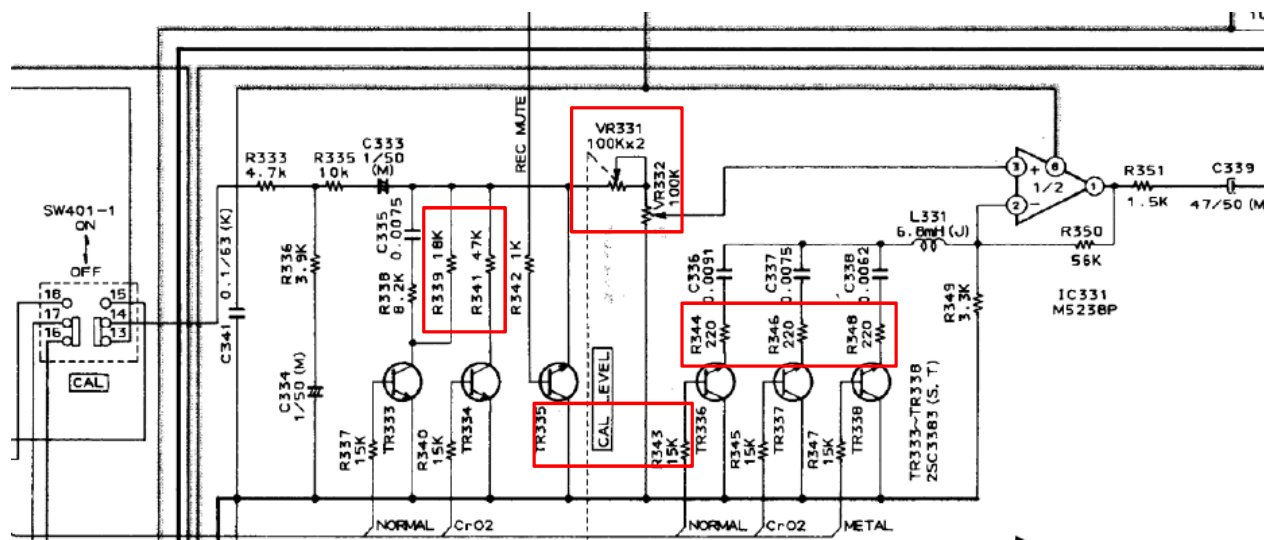 REC MUTE
VR331
100Kx2
VR332
100K
C333
1/50
(M)
R333
4.7k
R335
10k
SW401-1
ON
OFF
18
15
17
14
16
13
CAL
C341
0.1/63 (K)
R336
3.9K
C334
1/50 (M)
C335
0.0075
R338
8.2K
R339
18K
R341
47K
R342
1K
R337
15K
TR333
R340
15K
TR334
TR335
CAL LEVEL
R343
15K
TR336
R345
15K
TR337
R347
15K
TR338
C336
0.0091
C337
0.0075
C338
0.0062
R344
220
R346
220
R348
220
L331
6.8mH(J)
R349
3.3K
3
+
6
1/2
1
2
-
R351
1.5K
C339
47/50 (M
R350
56K
IC331
M5238P
TR333~TR338
2SC3383 (S, T)
NORMAL
CrO2
NORMAL
CrO2
METAL